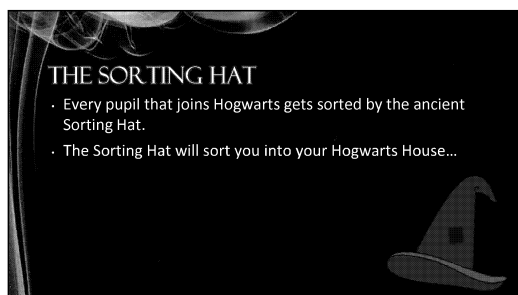 THE SORTING HAT
• Every pupil that joins Hogwarts gets sorted by the ancient
Sorting Hat.
• The Sorting Hat will sort you into your Hogwarts House…